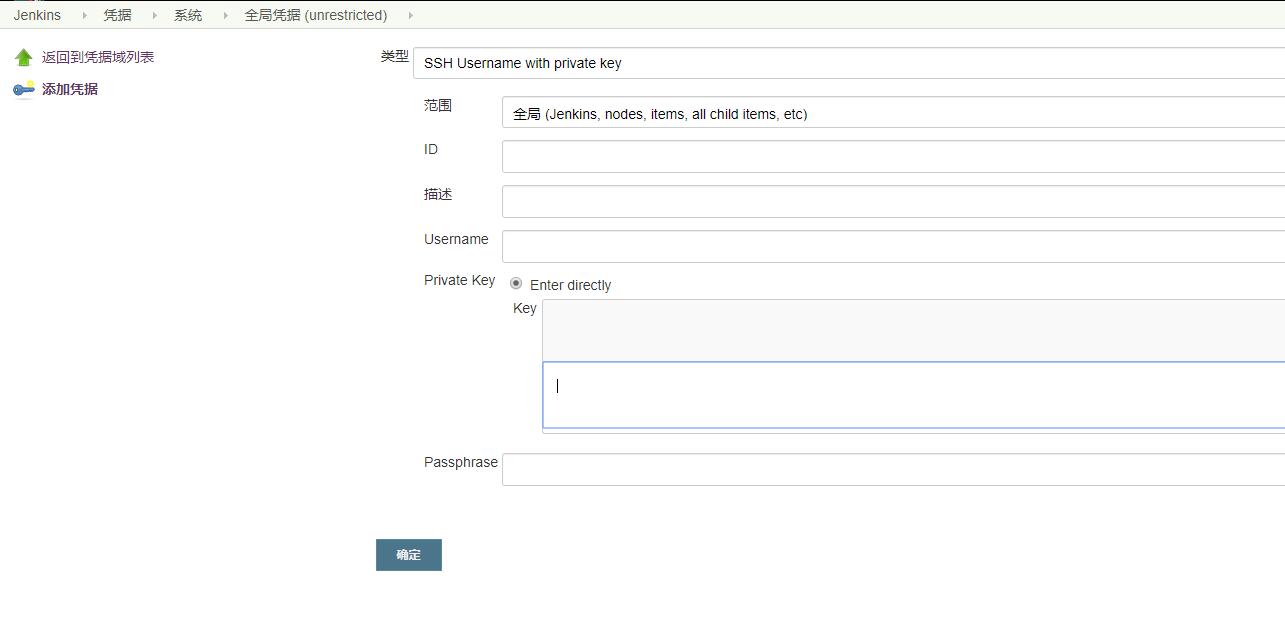 Jenkins 凭据 系统 全局凭据 (unrestricted)
返回到凭据域列表
添加凭据
类型 SSH Username with private key
范围 全局 (Jenkins, nodes, items, all child items, etc)
ID
描述
Username
Private Key Enter directly
Key
Passphrase
确定